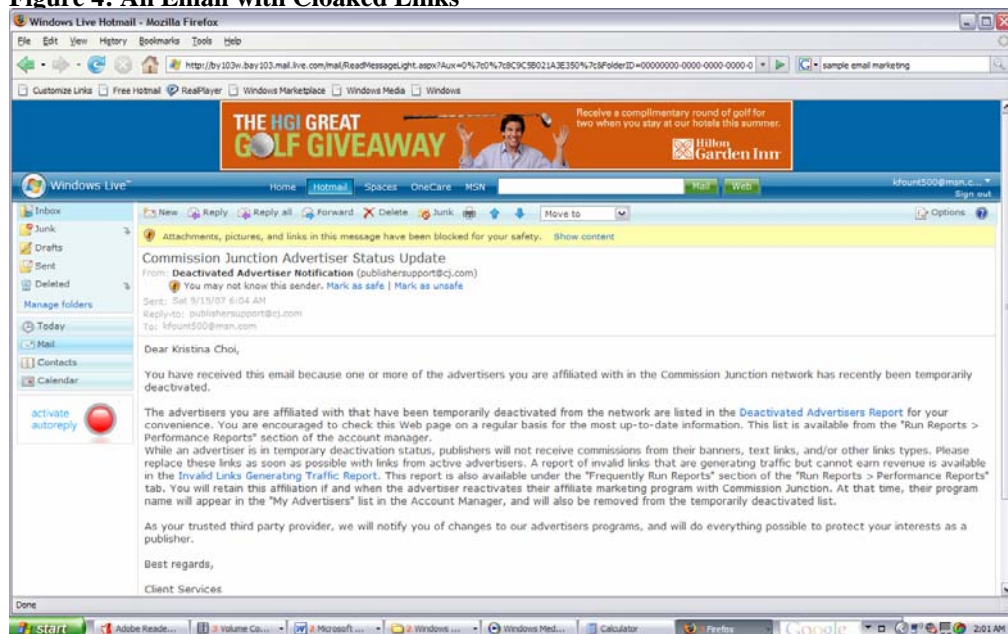 Figure 4: An Email with Cloaked Links
Windows Live Hotmail - Mozilla Firefox
File Edit View History Bookmarks Tools Help
http://by103w.bay103.mail.live.com/mail/ReadMessageLight.aspx?Aux=0%7c0%7c8C9C5B021A3E350%7c&FolderID=00000000-0000-0000-0000-0
sample email marketing
Customize Links Free Hotmail RealPlayer Windows Marketplace Windows Media Windows
THE HGI GREAT
GOLF GIVEAWAY
Receive a complimentary round of golf for
two when you stay at our hotels this summer.
Hilton
Garden Inn
Windows Live™ Home Hotmail Spaces OneCare MSN Mail Web kfount500@msn.c...
Sign out
Inbox
Junk
Drafts
Sent
Deleted
Manage folders
Today
Mail
Contacts
Calendar
activate
autoreply
New Reply Reply all Forward Delete Junk Move to Options
Attachments, pictures, and links in this message have been blocked for your safety. Show content
Commission Junction Advertiser Status Update
From: Deactivated Advertiser Notification (publishersupport@cj.com)
You may not know this sender. Mark as safe | Mark as unsafe
Sent: Sat 9/15/07 6:04 AM
Reply-to: publishersupport@cj.com
To: kfount500@msn.com
Dear Kristina Choi,
You have received this email because one or more of the advertisers you are affiliated with in the Commission Junction network has recently been temporarily
deactivated.
The advertisers you are affiliated with that have been temporarily deactivated from the network are listed in the Deactivated Advertisers Report for your
convenience. You are encouraged to check this Web page on a regular basis for the most up-to-date information. This list is available from the "Run Reports >
Performance Reports" section of the account manager.
While an advertiser is in temporary deactivation status, publishers will not receive commissions from their banners, text links, and/or other links types. Please
replace these links as soon as possible with links from active advertisers. A report of invalid links that are generating traffic but cannot earn revenue is available
in the Invalid Links Generating Traffic Report. This report is also available under the "Frequently Run Reports" section of the "Run Reports > Performance Reports"
tab. You will retain this affiliation if and when the advertiser reactivates their affiliate marketing program with Commission Junction. At that time, their program
name will appear in the "My Advertisers" list in the Account Manager, and will also be removed from the temporarily deactivated list.
As your trusted third party provider, we will notify you of changes to our advertisers programs, and will do everything possible to protect your interests as a
publisher.
Best regards,
Client Services
Done
start Adobe Reade... 3 Volume Co... 2 Microsoft ... 2 Windows ... Windows Med... Calculator Firefox Google 2:01 AM